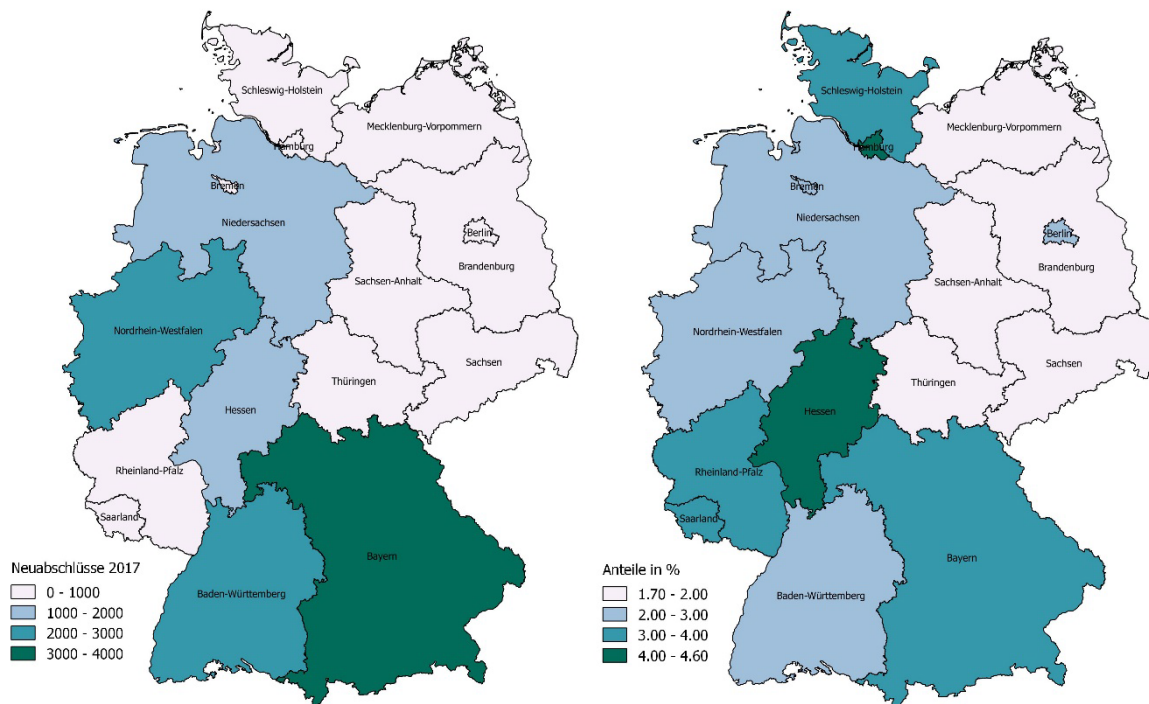 Schleswig-Holstein
Mecklenburg-Vorpommern
Hamburg
Bremen
Niedersachsen
Berlin
Brandenburg
Sachsen-Anhalt
Nordrhein-Westfalen
Sachsen
Thüringen
Hessen
Rheinland-Pfalz
Saarland
Bayern
Baden-Württemberg
Neuabschlüsse 2017
0 - 1000
1000 - 2000
2000 - 3000
3000 - 4000
Schleswig-Holstein
Mecklenburg-Vorpommern
Hamburg
Bremen
Niedersachsen
Berlin
Brandenburg
Sachsen-Anhalt
Nordrhein-Westfalen
Sachsen
Thüringen
Hessen
Rheinland-Pfalz
Saarland
Bayern
Baden-Württemberg
Anteile in %
1.70 - 2.00
2.00 - 3.00
3.00 - 4.00
4.00 - 4.60